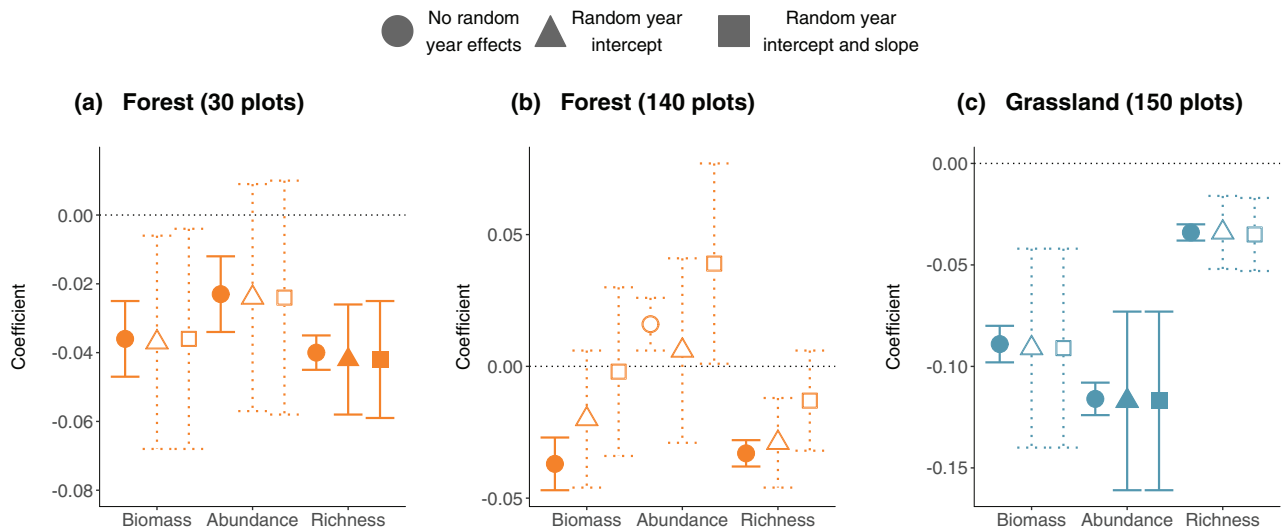 No random
year effects
Random year
intercept
Random year
intercept and slope
(a) Forest (30 plots)
(b) Forest (140 plots)
(c) Grassland (150 plots)
Coefficient
0.00
-0.02
-0.04
-0.06
-0.08
Biomass Abundance Richness
Coefficient
0.05
0.00
-0.05
Biomass Abundance Richness
Coefficient
0.00
-0.05
-0.10
-0.15
Biomass Abundance Richness